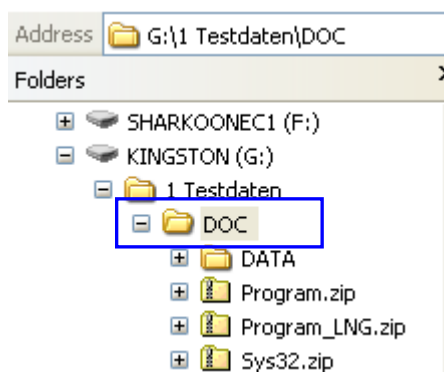 Address G:\1 Testdaten\DOC
Folders
SHARKOONEC1 (F:)
KINGSTON (G:)
1 Testdaten
DOC
DATA
Program.zip
Program_LNG.zip
Sys32.zip